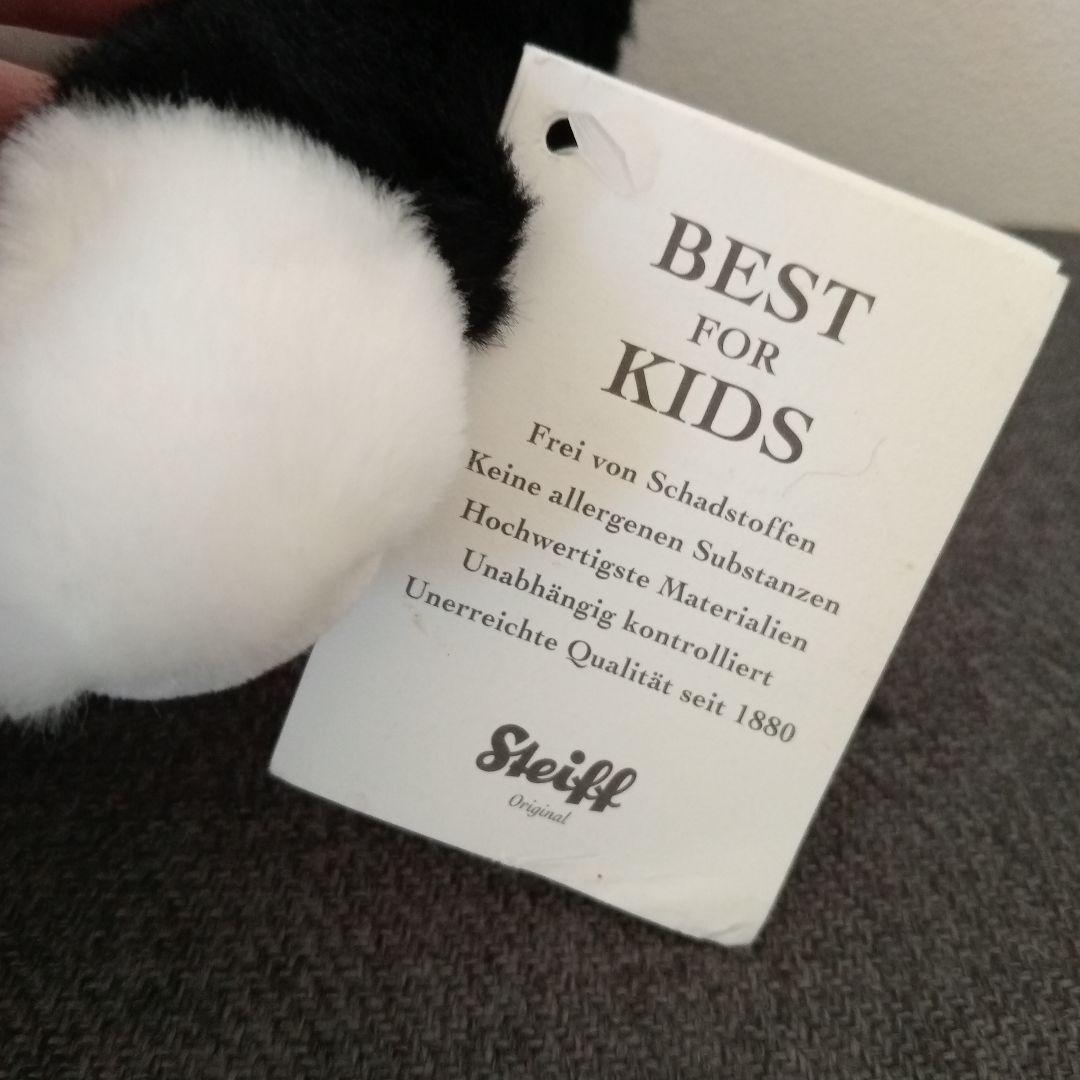 BEST
FOR
KIDS
Frei von Schadstoffen
Keine allergenen Substanzen
Hochwertigste Materialien
Unabhängig kontrolliert
Unerreichte Qualität seit 1880
Steiff
Original